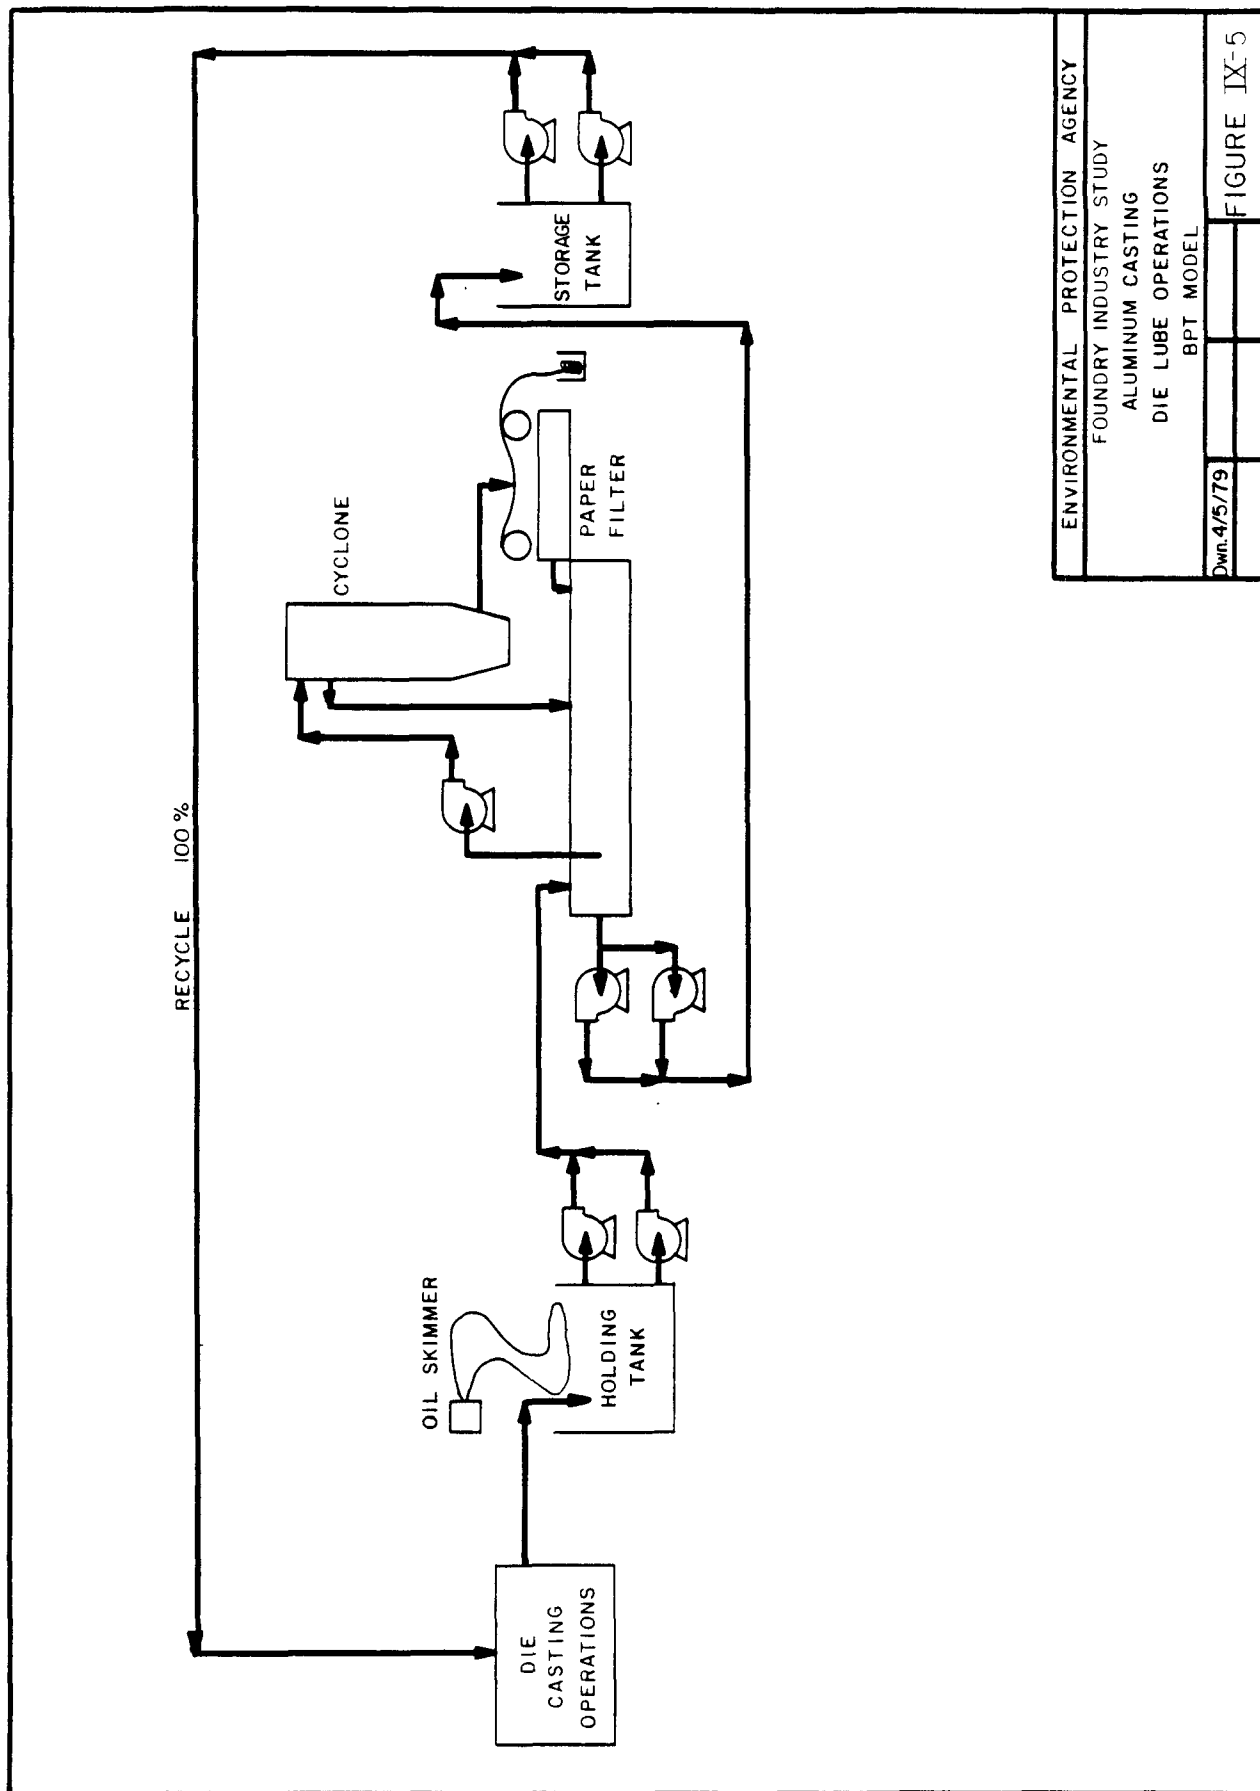 RECYCLE 100%
CYCLONE
OIL SKIMMER
DIE
CASTING
OPERATIONS
HOLDING
TANK
PAPER
FILTER
STORAGE
TANK
ENVIRONMENTAL PROTECTION AGENCY
FOUNDRY INDUSTRY STUDY
ALUMINUM CASTING
DIE LUBE OPERATIONS
BPT MODEL
Dwn.4/5/79
FIGURE IX-5